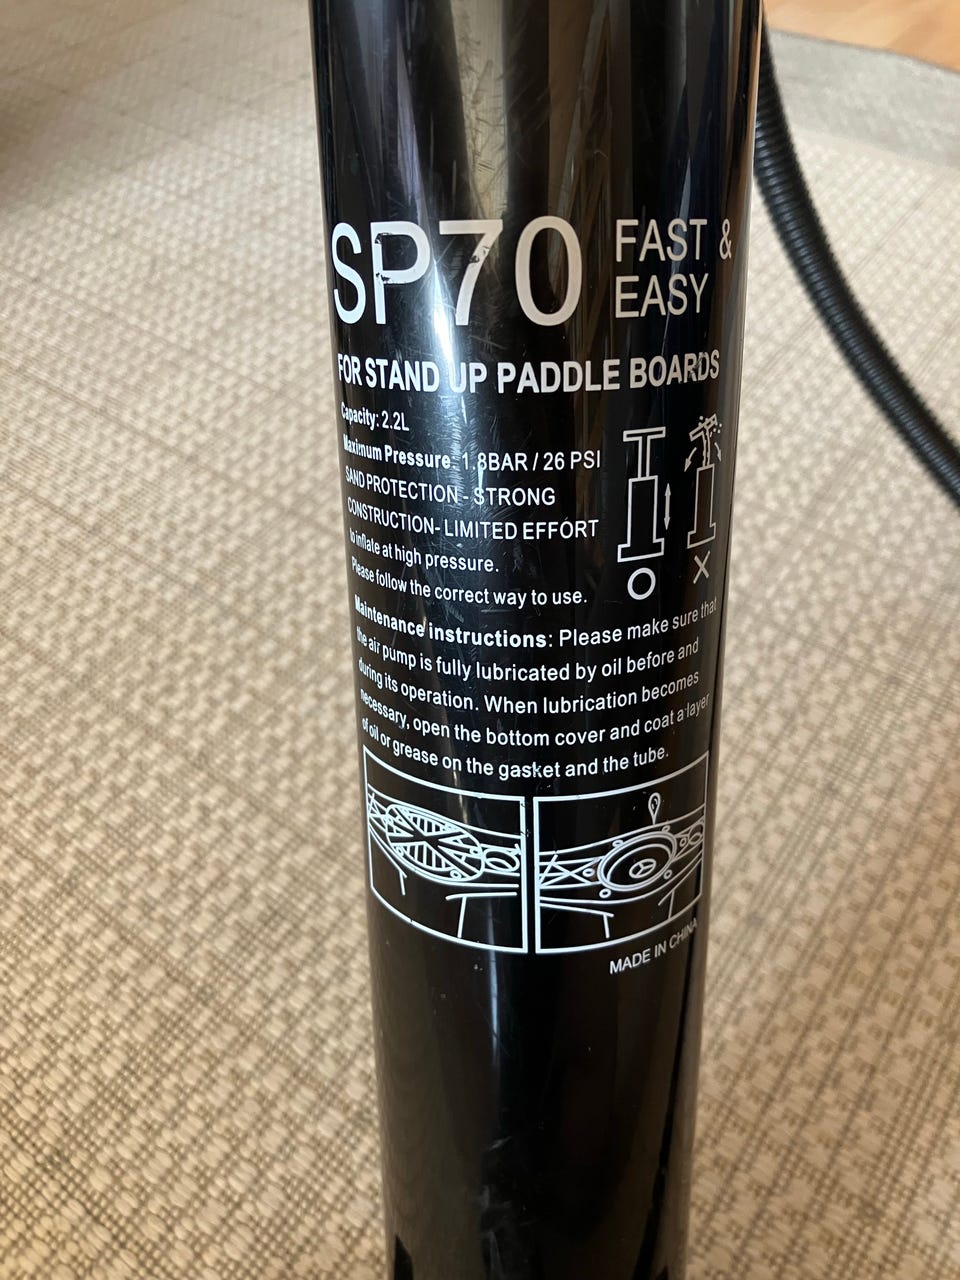 SP70 FAST &
EASY
FOR STAND UP PADDLE BOARDS
Capacity: 2.2L
Maximum Pressure: 1.8BAR / 26 PSI
SAND PROTECTION - STRONG
CONSTRUCTION- LIMITED EFFORT
to inflate at high pressure.
Please follow the correct way to use.
Maintenance instructions: Please make sure that
the air pump is fully lubricated by oil before and
during its operation. When lubrication becomes
necessary, open the bottom cover and coat a layer
of oil or grease on the gasket and the tube.
MADE IN CHINA